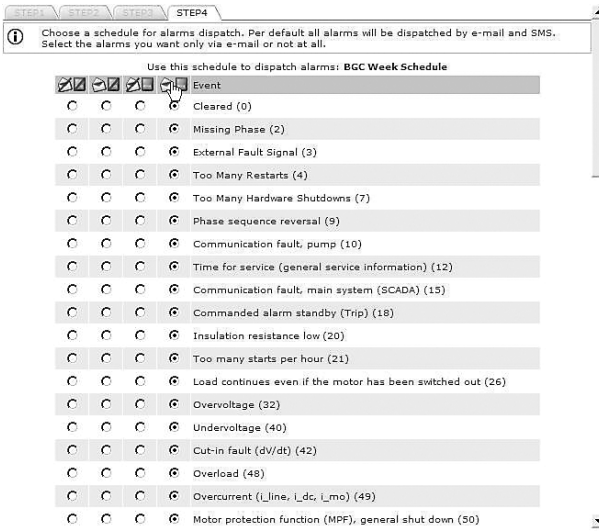 STEP1 STEP2 STEP3 STEP4
Choose a schedule for alarms dispatch. Per default all alarms will be dispatched by e-mail and SMS.
Select the alarms you want only via e-mail or not at all.
Use this schedule to dispatch alarms: BGC Week Schedule
Event
Cleared (0)
Missing Phase (2)
External Fault Signal (3)
Too Many Restarts (4)
Too Many Hardware Shutdowns (7)
Phase sequence reversal (9)
Communication fault, pump (10)
Time for service (general service information) (12)
Communication fault, main system (SCADA) (15)
Commanded alarm standby (Trip) (18)
Insulation resistance low (20)
Too many starts per hour (21)
Load continues even if the motor has been switched out (26)
Overvoltage (32)
Undervoltage (40)
Cut-in fault (dV/dt) (42)
Overload (48)
Overcurrent (i_line, i_dc, i_mo) (49)
Motor protection function (MPF), general shut down (50)